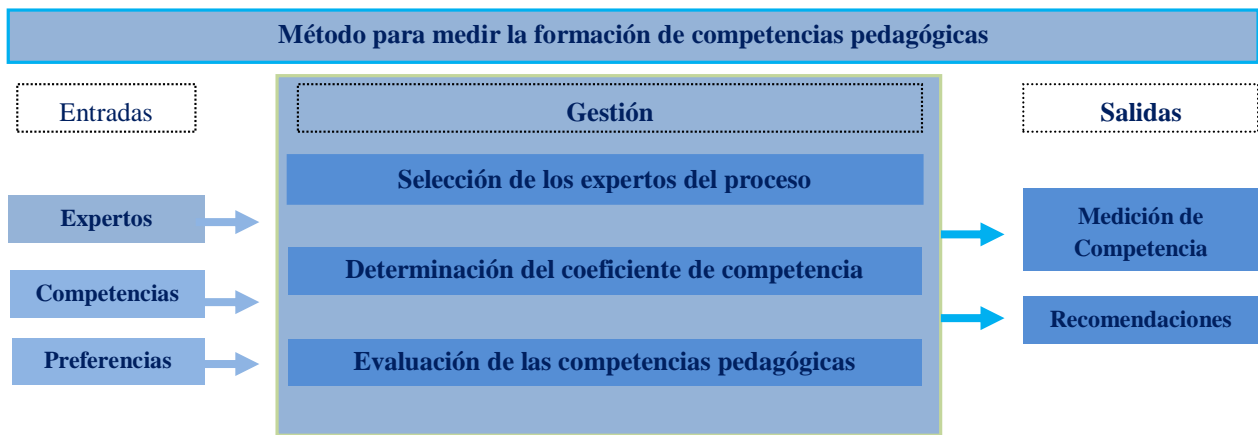 Método para medir la formación de competencias pedagógicas
Entradas
Gestión
Salidas
Selección de los expertos del proceso
Expertos
Medición de
Competencia
Determinación del coeficiente de competencia
Competencias
Recomendaciones
Preferencias
Evaluación de las competencias pedagógicas